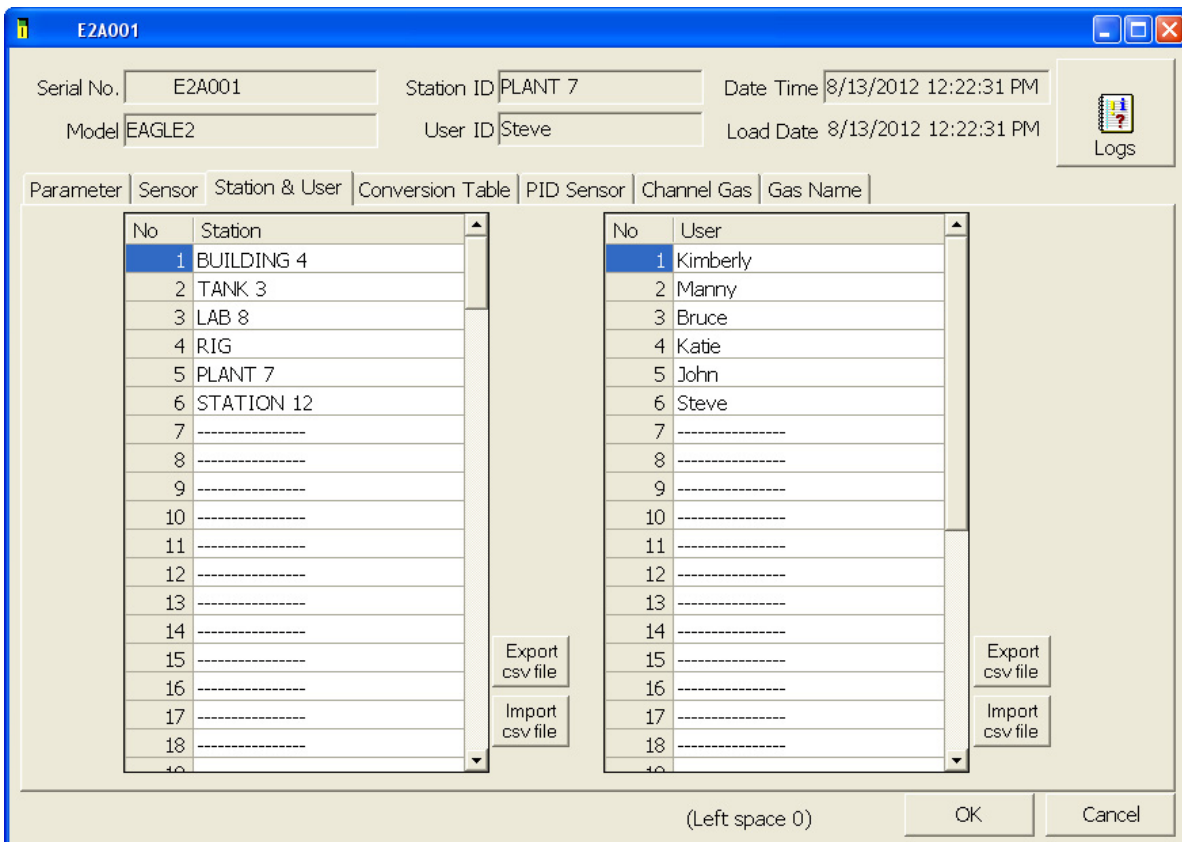 E2A001
Serial No. E2A001 Station ID PLANT 7 Date Time 8/13/2012 12:22:31 PM
Model EAGLE2 User ID Steve Load Date 8/13/2012 12:22:31 PM
Logs
Parameter Sensor Station & User Conversion Table PID Sensor Channel Gas Gas Name
No Station No User
1 BUILDING 4 1 Kimberly
2 TANK 3 2 Manny
3 LAB 8 3 Bruce
4 RIG 4 Katie
5 PLANT 7 5 John
6 STATION 12 6 Steve
7 ---------------- 7 ----------------
8 ---------------- 8 ----------------
9 ---------------- 9 ----------------
10 ---------------- 10 ----------------
11 ---------------- 11 ----------------
12 ---------------- 12 ----------------
13 ---------------- 13 ----------------
14 ---------------- 14 ----------------
15 ---------------- Export csv file 15 ---------------- Export csv file
16 ---------------- 16 ----------------
17 ---------------- Import csv file 17 ---------------- Import csv file
18 ---------------- 18 ----------------
(Left space 0) OK Cancel